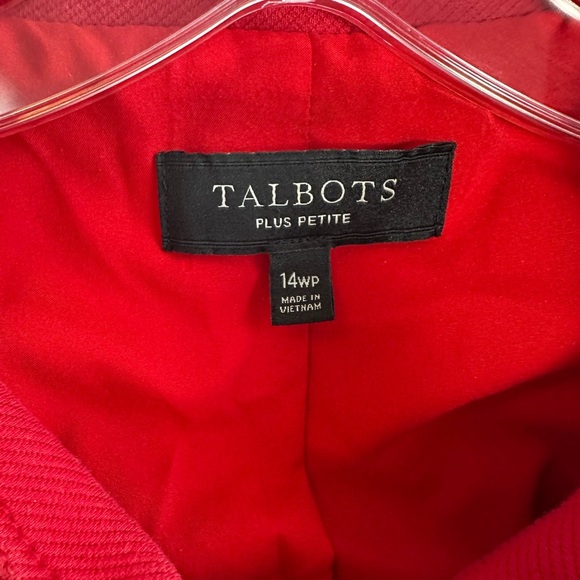 TALBOTS
PLUS PETITE
14WP
MADE IN
VIETNAM